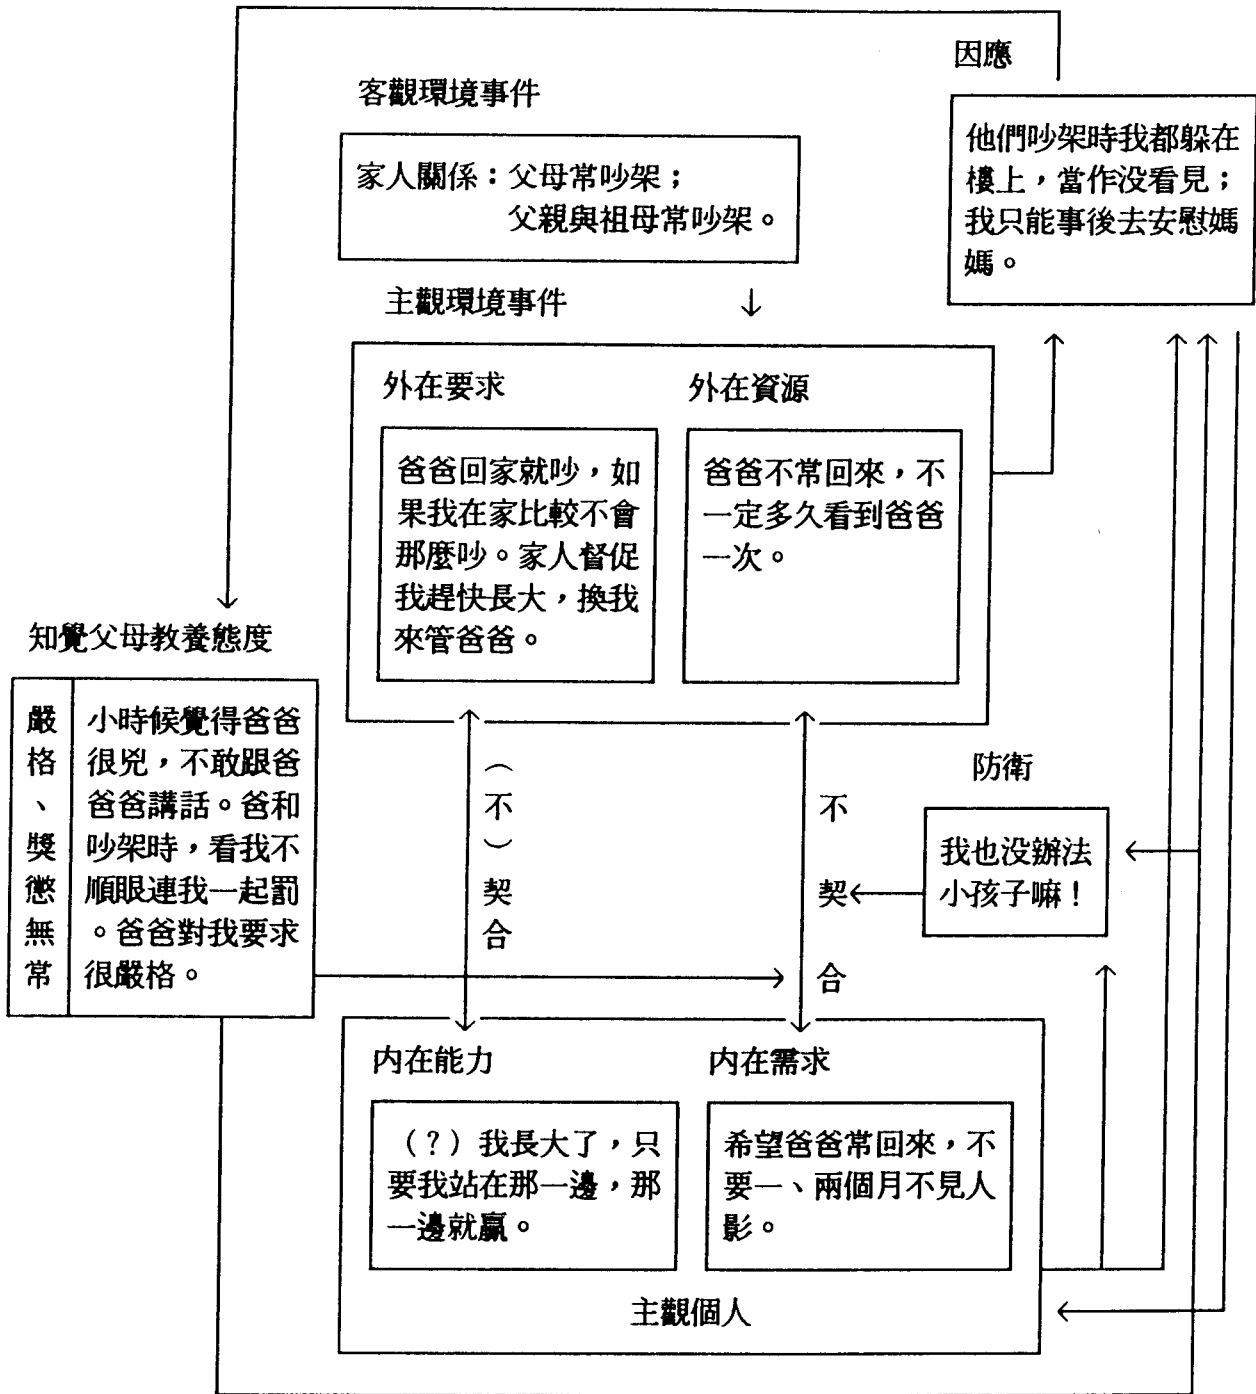 因應
客觀環境事件
他們吵架時我都躲在
樓上，當作没看見；
我只能事後去安慰媽
媽。
家人關係：父母常吵架；
父親與祖母常吵架。
主觀環境事件
外在要求
外在資源
爸爸回家就吵，如
果我在家比較不會
那麼吵。家人督促
我趕快長大，換我
來管爸爸。
爸爸不常回來，不
一定多久看到爸爸
一次。
知覺父母教養態度
嚴格、獎懲無常
小時候覺得爸爸
很兇，不敢跟爸
爸講話。爸和
吵架時，看我不
順眼連我一起罰
。爸爸對我要求
很嚴格。
（不）契合
不契合
防衛
我也没辦法
小孩子嘛！
内在能力
内在需求
（？）我長大了，只
要我站在那一邊，那
一邊就贏。
希望爸爸常回來，不
要一、兩個月不見人
影。
主觀個人